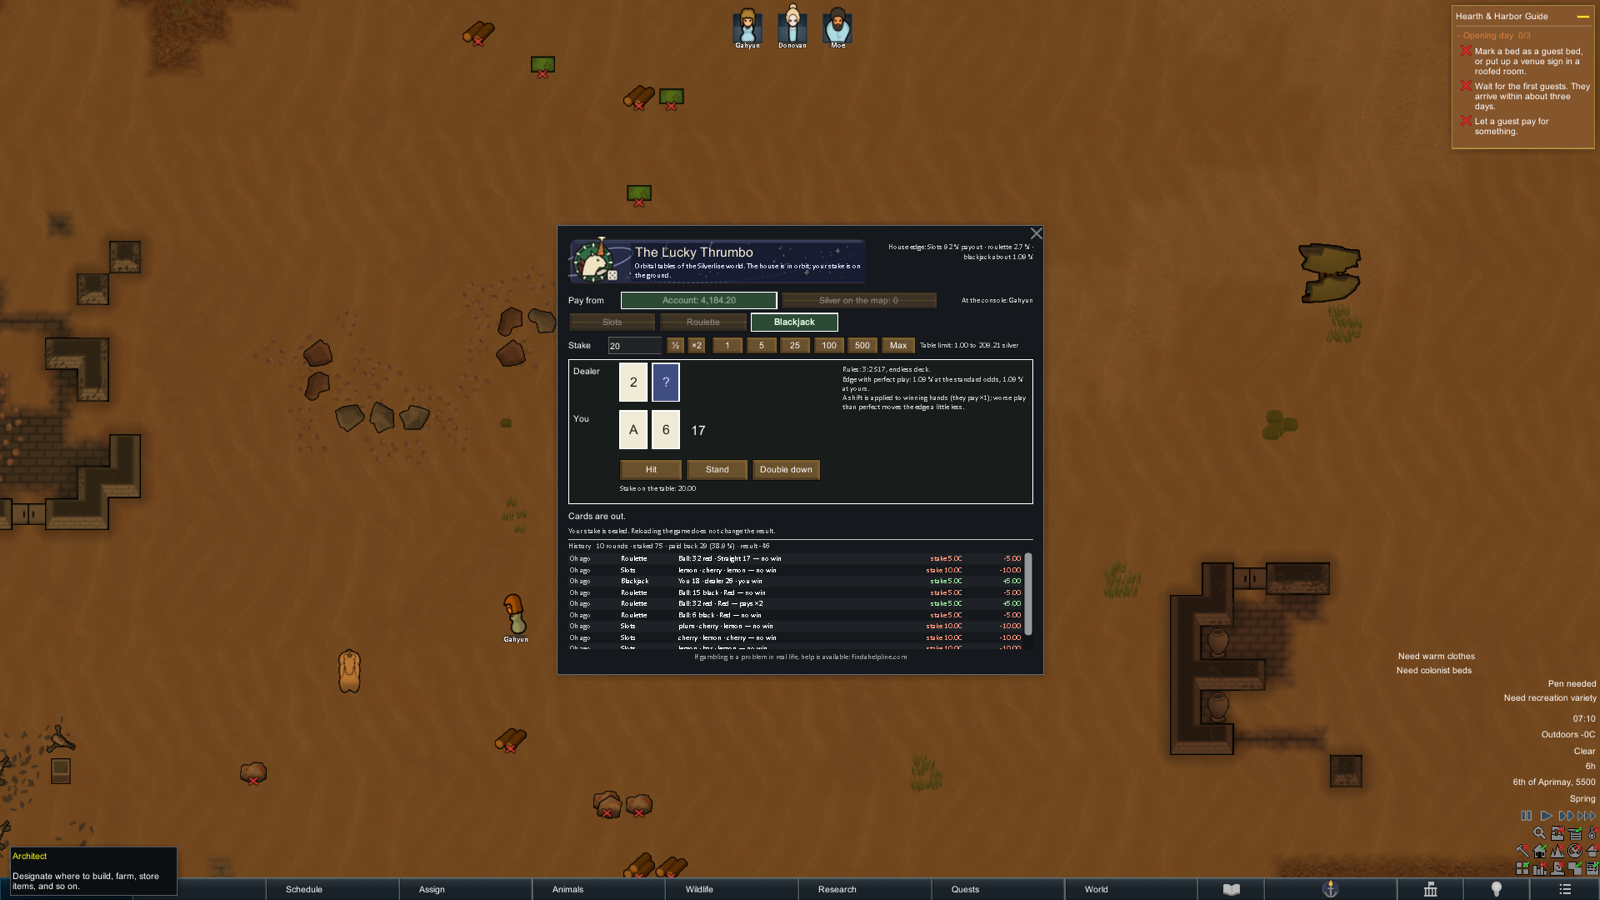 Gahyun
Donovan
Moe
Hearth & Harbor Guide
- Opening day 0/3
Mark a bed as a guest bed,
or put up a venue sign in a
roofed room.
Wait for the first guests. They
arrive within about three
days.
Let a guest pay for
something.
The Lucky Thrumbo
Orbital tables of the Silverline world. The house is in orbit; your stake is on
the ground.
House edge: Slots 92 % payout · roulette 2.7 % ·
blackjack about 1.09 %
Pay from
Account: 4,184.20
Silver on the map: 0
At the console: Gahyun
Slots
Roulette
Blackjack
Stake
20
½
×2
1
5
25
100
500
Max
Table limit: 1.00 to 209.21 silver
Dealer
2
?
Rules: 3:2 S17, endless deck.
Edge with perfect play: 1.09 % at the standard odds, 1.09 %
at yours.
A shift is applied to winning hands (they pay ×1); worse play
than perfect moves the edge a little less.
You
A
6
17
Hit
Stand
Double down
Stake on the table: 20.00
Cards are out.
Your stake is sealed. Reloading the game does not change the result.
History 10 rounds · staked 75 · paid back 29 (38.9 %) · result -46
0h ago Roulette Ball: 32 red · Straight 17 — no win stake 5.0C -5.00
0h ago Slots lemon · cherry · lemon — no win stake 10.0C -10.00
0h ago Blackjack You 18 · dealer 26 · you win stake 5.0C +5.00
0h ago Roulette Ball: 15 black · Red — no win stake 5.0C -5.00
0h ago Roulette Ball: 32 red · Red — pays ×2 stake 5.0C +5.00
0h ago Roulette Ball: 6 black · Red — no win stake 5.0C -5.00
0h ago Slots plum · cherry · lemon — no win stake 10.0C -10.00
0h ago Slots cherry · lemon · cherry — no win stake 10.0C -10.00
If gambling is a problem in real life, help is available: findahelpline.com
Gahyun
Need warm clothes
Need colonist beds
Pen needed
Need recreation variety
07:10
Outdoors -0C
Clear
6h
6th of Aprimay, 5500
Spring
Architect
Designate where to build, farm, store
items, and so on.
Schedule
Assign
Animals
Wildlife
Research
Quests
World